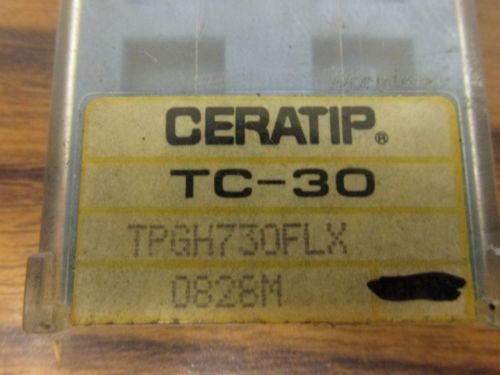 CERATIP®
TC-30
TPGH730FLX
0828M